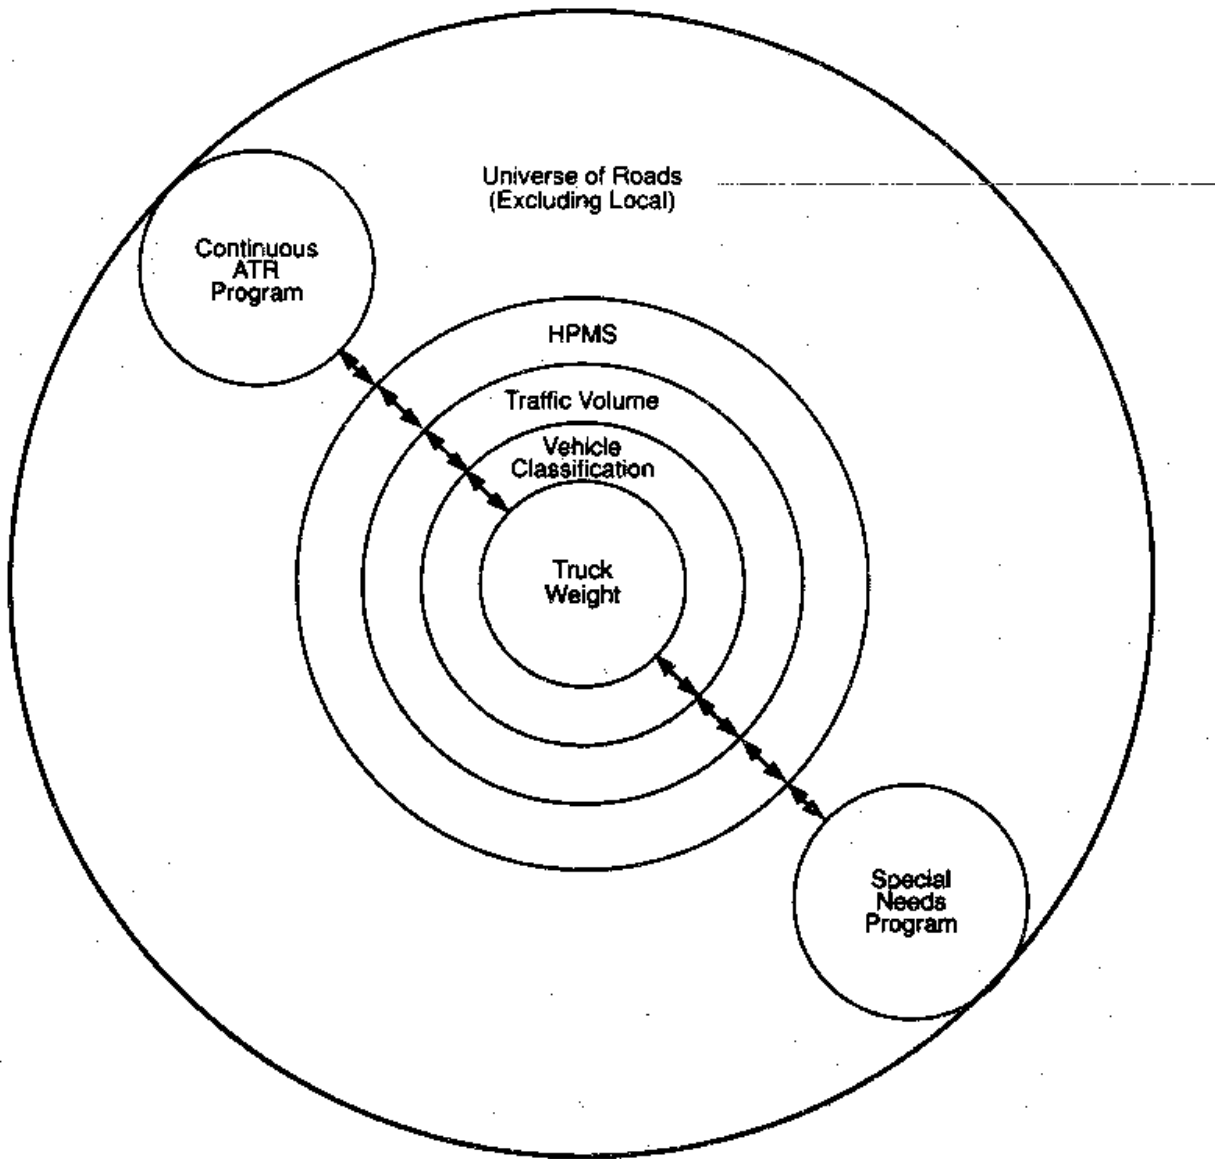 Universe of Roads
(Excluding Local)
Continuous
ATR
Program
HPMS
Traffic Volume
Vehicle
Classification
Truck
Weight
Special
Needs
Program